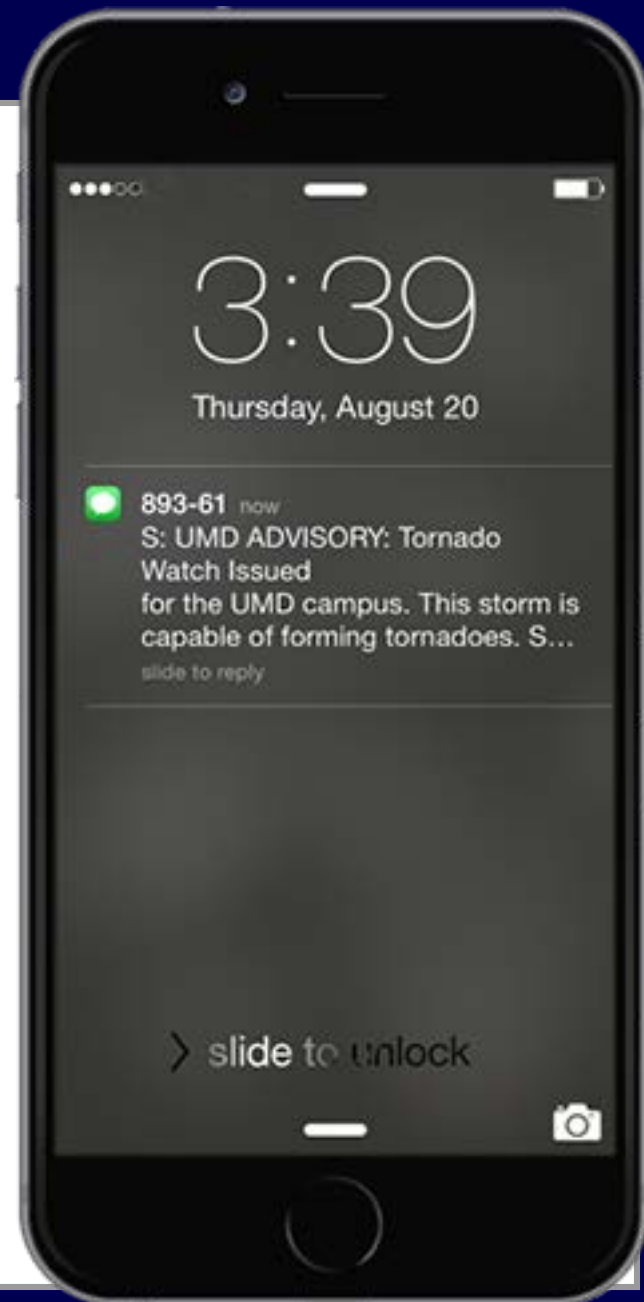 3:39
Thursday, August 20
893-61 now
S: UMD ADVISORY: Tornado
Watch Issued
for the UMD campus. This storm is
capable of forming tornadoes. S...
slide to reply
> slide to unlock